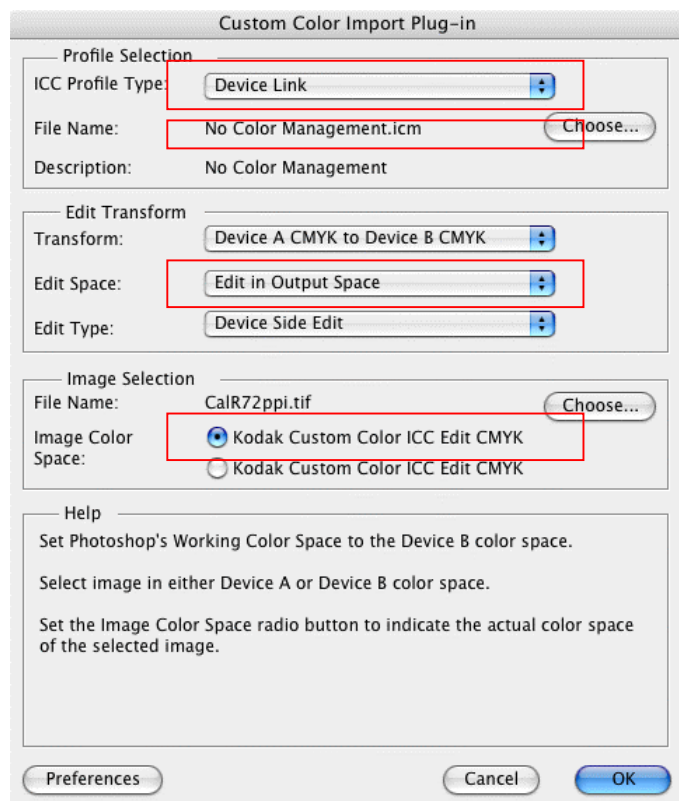 Custom Color Import Plug-in
Profile Selection
ICC Profile Type:
Device Link
File Name:
No Color Management.icm
Choose...
Description:
No Color Management
Edit Transform
Transform:
Device A CMYK to Device B CMYK
Edit Space:
Edit in Output Space
Edit Type:
Device Side Edit
Image Selection
File Name:
CalR72ppi.tif
Choose...
Image Color
Space:
Kodak Custom Color ICC Edit CMYK
Kodak Custom Color ICC Edit CMYK
Help
Set Photoshop's Working Color Space to the Device B color space.
Select image in either Device A or Device B color space.
Set the Image Color Space radio button to indicate the actual color space
of the selected image.
Preferences
Cancel
OK